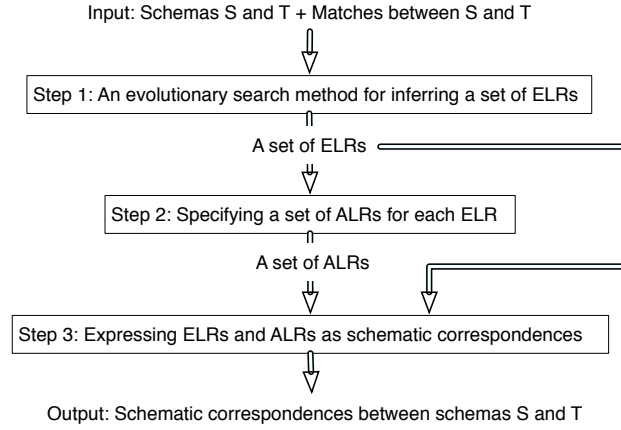 Input: Schemas S and T + Matches between S and T
Step 1: An evolutionary search method for inferring a set of ELRs
A set of ELRs
Step 2: Specifying a set of ALRs for each ELR
A set of ALRs
Step 3: Expressing ELRs and ALRs as schematic correspondences
Output: Schematic correspondences between schemas S and T